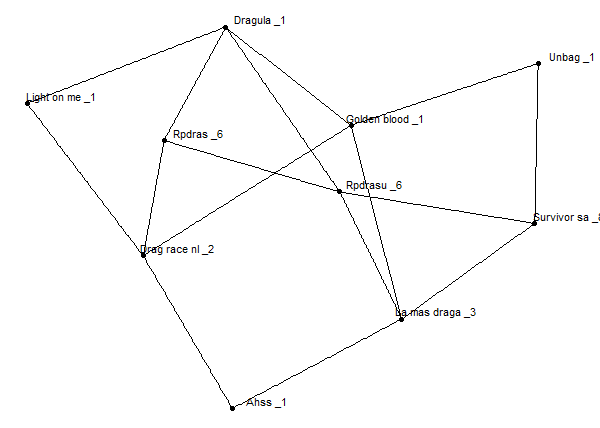 Dragula _1
Unbag _1
Light on me _1
Golden blood _1
Rpdras _6
Rpdrasu _6
Survivor sa _8
Drag race nl _2
La mas draga _3
Ahss _1